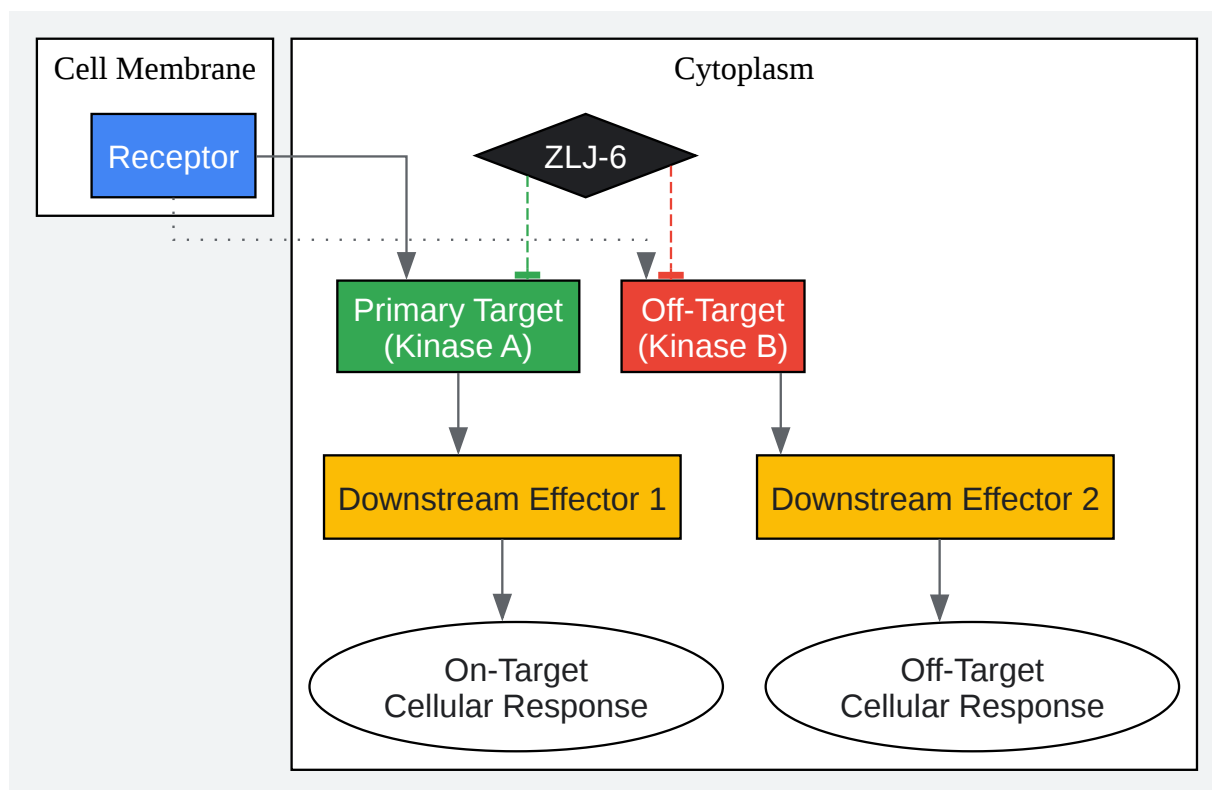 Cell Membrane
Cytoplasm
Receptor
ZLJ-6
Primary Target
(Kinase A)
Off-Target
(Kinase B)
Downstream Effector 1
Downstream Effector 2
On-Target
Cellular Response
Off-Target
Cellular Response